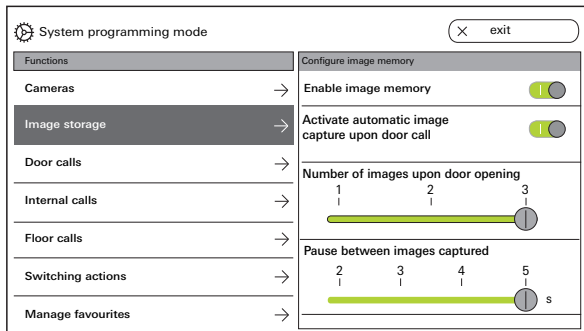 System programming mode
× exit
Functions
Cameras
Image storage
Door calls
Internal calls
Floor calls
Switching actions
Manage favourites
Configure image memory
Enable image memory
Activate automatic image
capture upon door call
Number of images upon door opening
1 2 3
Pause between images captured
2 3 4 5
s